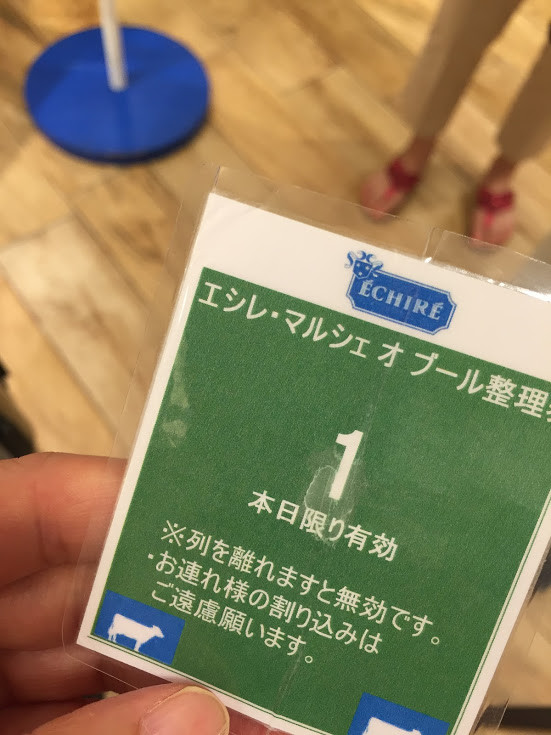 ÉCHIRÉ
エシレ・マルシェ オ ブール整理
1
本日限り有効
※列を離れますと無効です。
・お連れ様の割り込みは
ご遠慮願います。